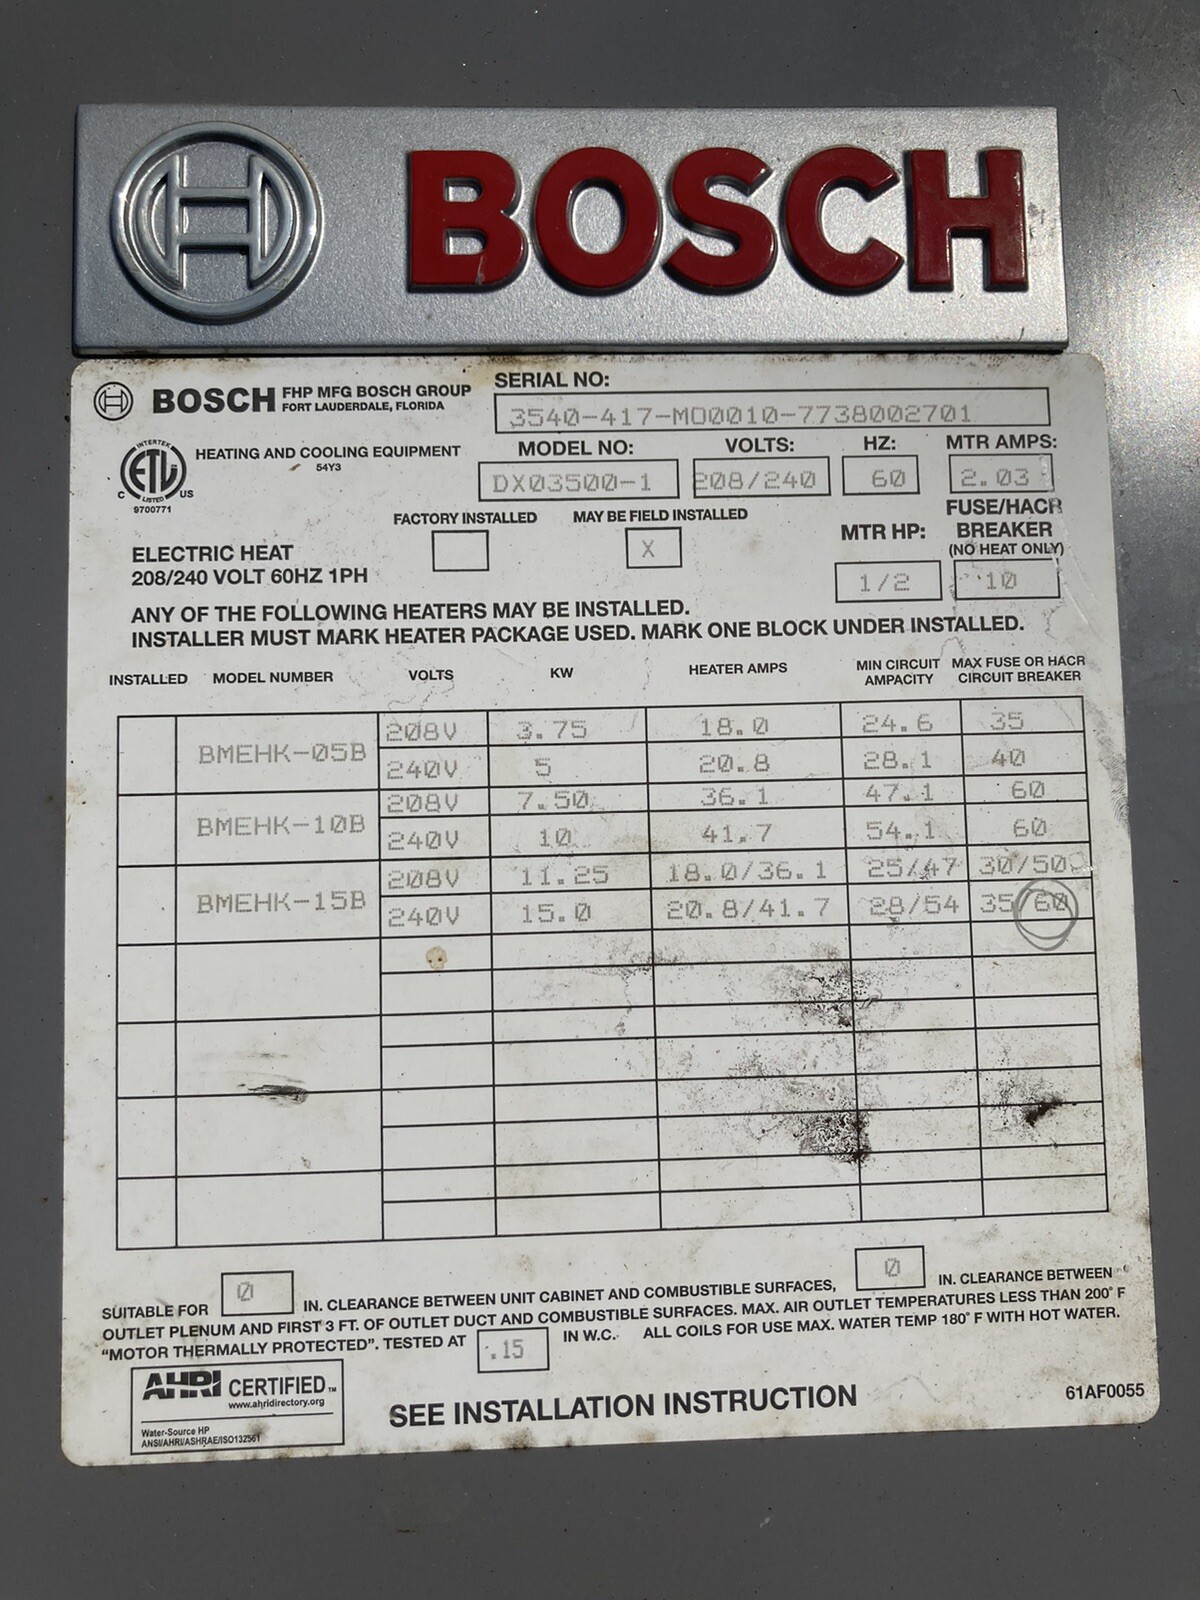 BOSCH
BOSCH FHP MFG BOSCH GROUP
FORT LAUDERDALE, FLORIDA
SERIAL NO:
3540-417-MO0010-7738002701
INTERTEK
ETL
C LISTED US
9700771
HEATING AND COOLING EQUIPMENT
54Y3
MODEL NO: VOLTS: HZ: MTR AMPS:
DX03500-1 208/240 60 2.03
FACTORY INSTALLED MAY BE FIELD INSTALLED
X
MTR HP: FUSE/HACR
BREAKER
(NO HEAT ONLY)
1/2 10
ELECTRIC HEAT
208/240 VOLT 60HZ 1PH
ANY OF THE FOLLOWING HEATERS MAY BE INSTALLED.
INSTALLER MUST MARK HEATER PACKAGE USED. MARK ONE BLOCK UNDER INSTALLED.
INSTALLED MODEL NUMBER VOLTS KW HEATER AMPS MIN CIRCUIT AMPACITY MAX FUSE OR HACR CIRCUIT BREAKER
BMEHK-05B 208V 3.75 18.0 24.6 35
240V 5 20.8 28.1 40
BMEHK-10B 208V 7.50 36.1 47.1 60
240V 10 41.7 54.1 60
BMEHK-15B 208V 11.25 18.0/36.1 25/47 30/50
240V 15.0 20.8/41.7 28/54 35/60
SUITABLE FOR 0 IN. CLEARANCE BETWEEN UNIT CABINET AND COMBUSTIBLE SURFACES, 0 IN. CLEARANCE BETWEEN
OUTLET PLENUM AND FIRST 3 FT. OF OUTLET DUCT AND COMBUSTIBLE SURFACES. MAX. AIR OUTLET TEMPERATURES LESS THAN 200° F
"MOTOR THERMALLY PROTECTED". TESTED AT .15 IN W.C. ALL COILS FOR USE MAX. WATER TEMP 180° F WITH HOT WATER.
AHRI CERTIFIED™
www.ahridirectory.org
Water-Source HP
ANSI/AHRI/ASHRAE/ISO132561
SEE INSTALLATION INSTRUCTION
61AF0055